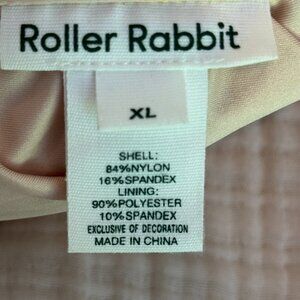 Roller Rabbit
XL
SHELL:
84%NYLON
16%SPANDEX
LINING:
90%POLYESTER
10%SPANDEX
EXCLUSIVE OF DECORATION
MADE IN CHINA